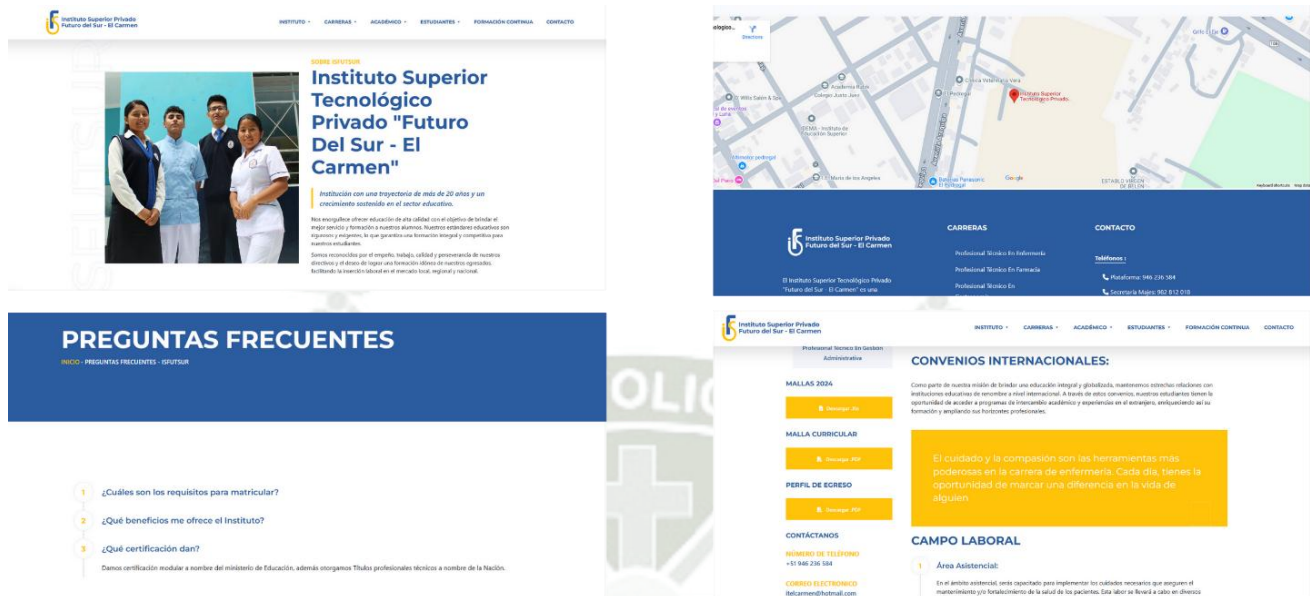 Instituto Superior Privado
Futuro del Sur - El Carmen
INSTITUTO
CARRERAS
ACADÉMICO
ESTUDIANTES
FORMACIÓN CONTINUA
CONTACTO
SOBRE ISFUTSUR
Instituto Superior
Tecnológico
Privado "Futuro
Del Sur - El
Carmen"
Institución con una trayectoria de más de 20 años y un
crecimiento sostenido en el sector educativo.
Nos enorgullece ofrecer educación de alta calidad con el objetivo de brindar el
mejor servicio y formación a nuestros alumnos. Nuestros estándares educativos son
rigurosos y exigentes, lo que garantiza una formación integral y competitiva para
nuestros estudiantes.
Somos reconocidos por el empeño, trabajo, calidad y perseverancia de nuestros
directivos y el deseo de lograr una formación idónea de nuestros egresados,
facilitando la inserción laboral en el mercado local, regional y nacional.
Directions
Instituto Superior
Tecnológico Privado...
Google
CARRERAS
CONTACTO
Instituto Superior Privado
Futuro del Sur - El Carmen
Profesional Técnico En Enfermería
Teléfonos :
Profesional Técnico En Farmacia
Plataforma: 946 236 584
El Instituto Superior Tecnológico Privado
Profesional Técnico En
"Futuro del Sur - El Carmen" es una
Secretaría Majes: 902 812 018
PREGUNTAS FRECUENTES
INICIO - PREGUNTAS FRECUENTES - ISFUTSUR
1 ¿Cuáles son los requisitos para matricular?
2 ¿Qué beneficios me ofrece el Instituto?
3 ¿Qué certificación dan?
Damos certificación modular a nombre del ministerio de Educación, además otorgamos Títulos profesionales técnicos a nombre de la Nación.
OLIC
Instituto Superior Privado
Futuro del Sur - El Carmen
INSTITUTO
CARRERAS
ACADÉMICO
ESTUDIANTES
FORMACIÓN CONTINUA
CONTACTO
Profesional Técnico En Gestión
Administrativa
MALLAS 2024
Descargar Zip
MALLA CURRICULAR
Descargar PDF
PERFIL DE EGRESO
Descargar PDF
CONTÁCTANOS
NÚMERO DE TELÉFONO
+51 946 236 584
CORREO ELECTRÓNICO
itelcarmen@hotmail.com
CONVENIOS INTERNACIONALES:
Como parte de nuestra misión de brindar una educación integral y globalizada, mantenemos estrechas relaciones con
instituciones educativas de renombre a nivel internacional. A través de estos convenios, nuestros estudiantes tienen la
oportunidad de acceder a programas de intercambio académico y experiencias en el extranjero, enriqueciendo así su
formación y ampliando sus horizontes profesionales.
El cuidado y la compasión son las herramientas más
poderosas en la carrera de enfermería. Cada día, tienes la
oportunidad de marcar una diferencia en la vida de
alguien
CAMPO LABORAL
1 Área Asistencial:
En el ámbito asistencial, serás capacitado para implementar los cuidados necesarios que aseguren el
mantenimiento y/o fortalecimiento de la salud de los pacientes. Esta labor se llevará a cabo en diversos